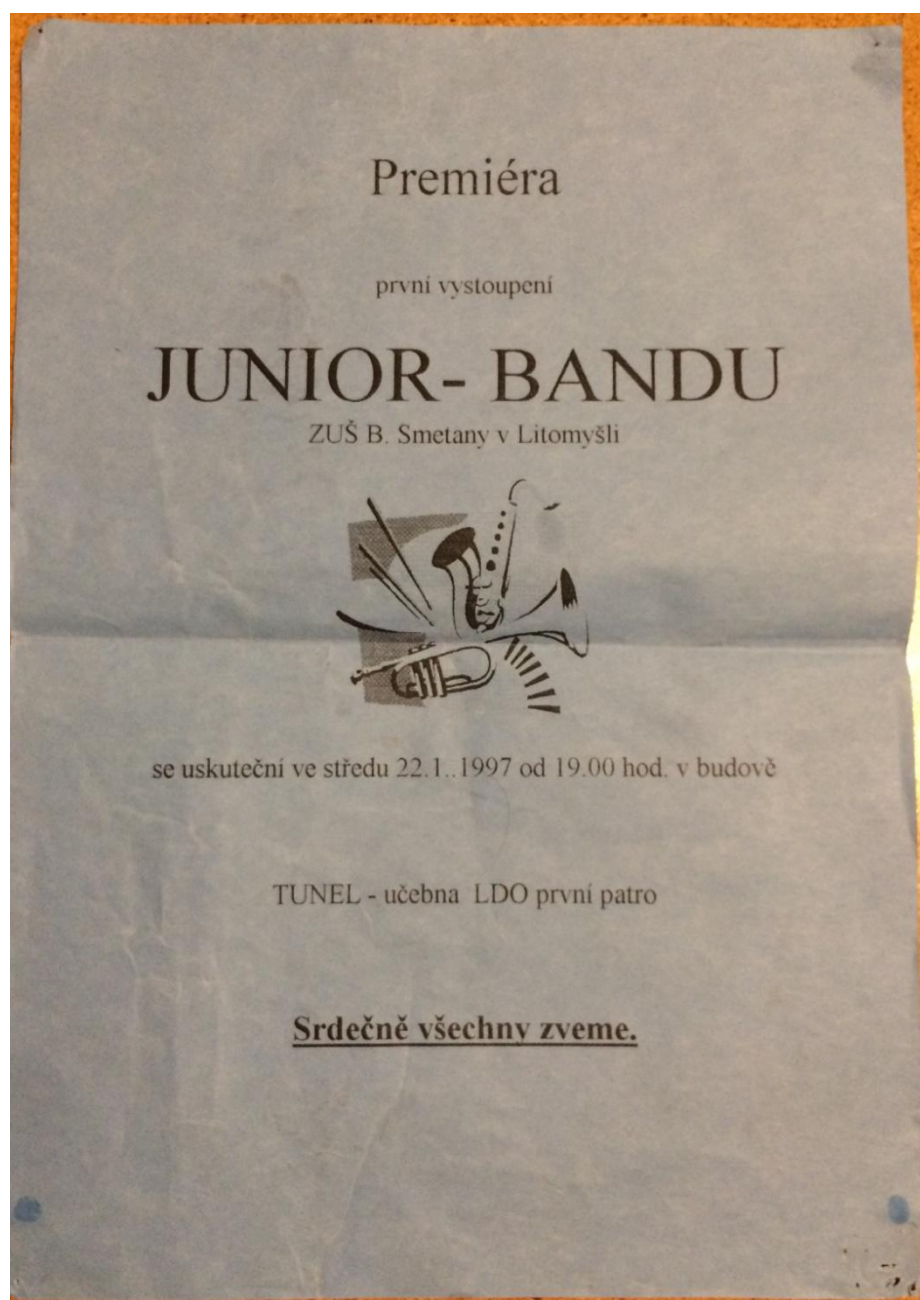 Premiéra
první vystoupení
JUNIOR- BANDU
ZUŠ B. Smetany v Litomyšli
se uskuteční ve středu 22.1..1997 od 19.00 hod. v budově
TUNEL - učebna LDO první patro
Srdečně všechny zveme.